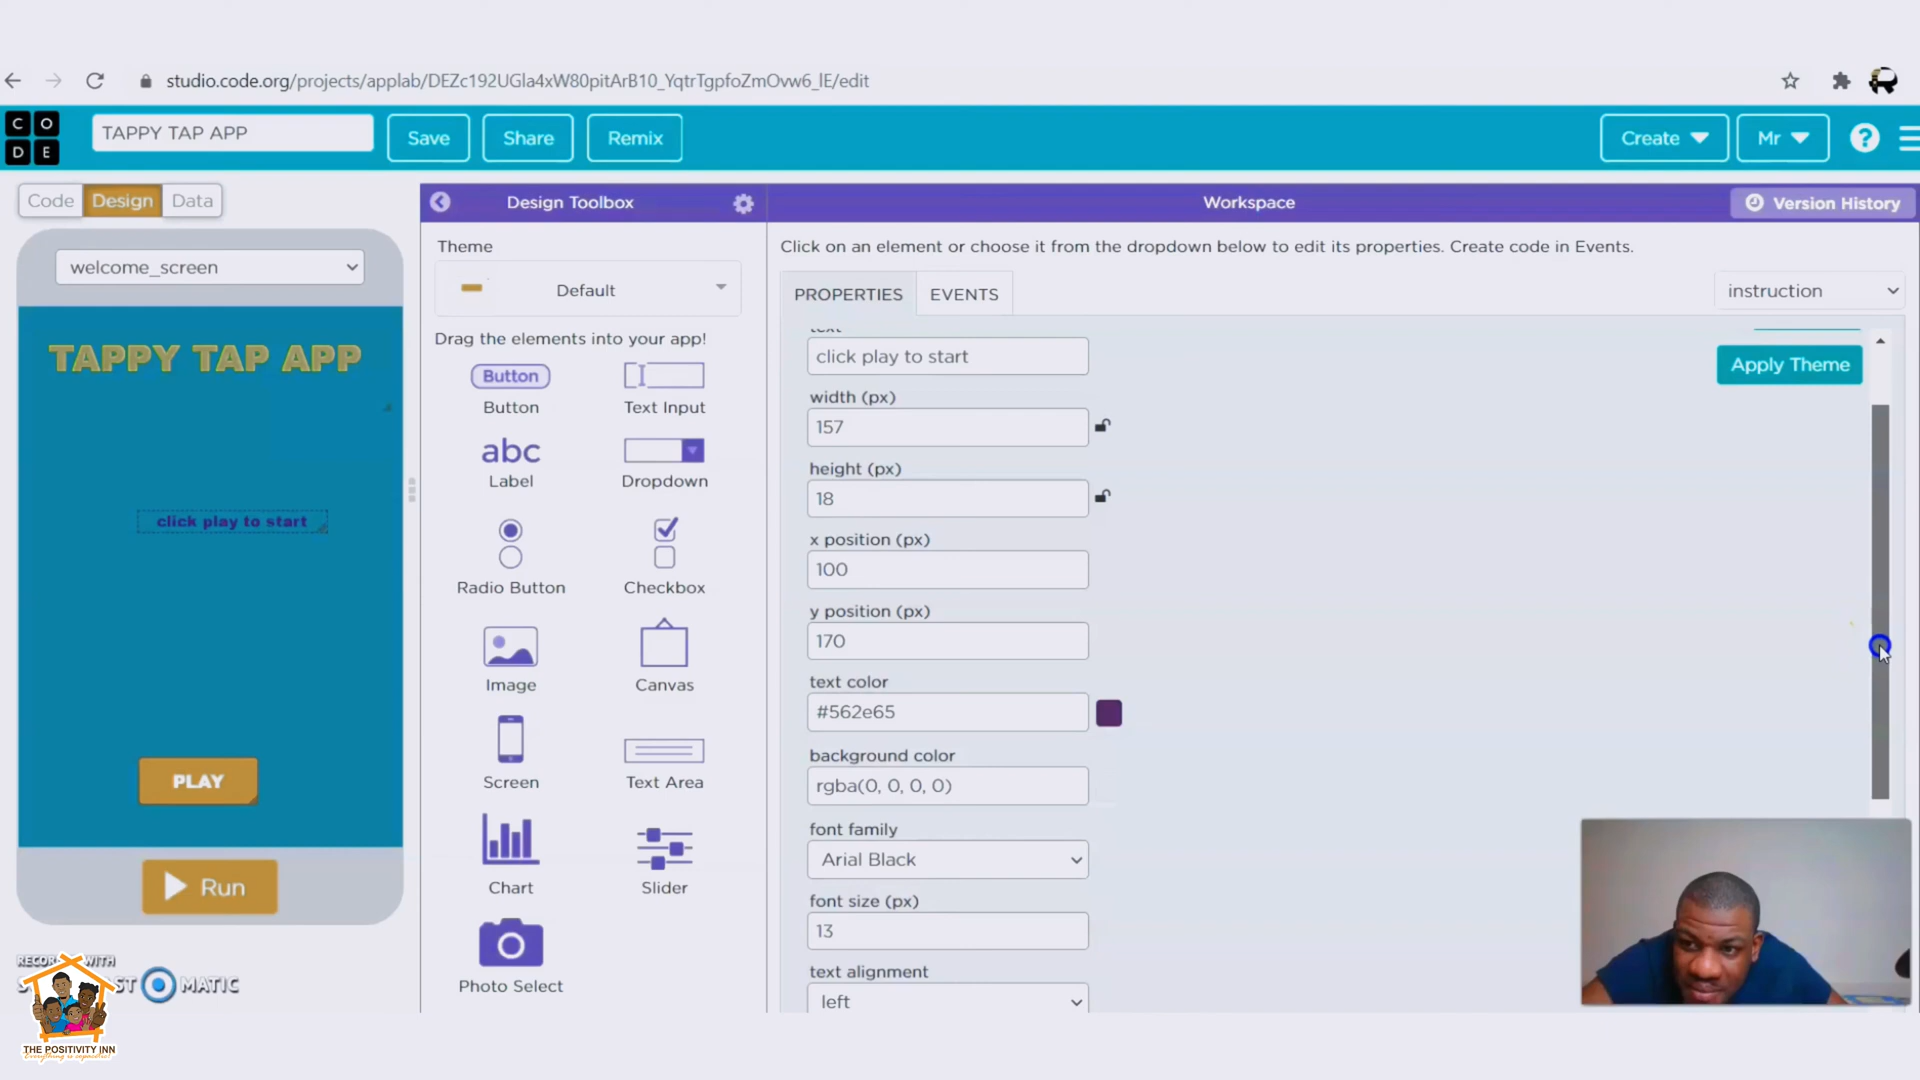 studio.code.org/projects/applab/DEZc192UGla4xW80pitArB10_YqtrTgpfoZmOvw6_lE/edit
CODE
TAPPY TAP APP
Save
Share
Remix
Create
Mr
?
Code
Design
Data
Design Toolbox
Workspace
Version History
welcome_screen
TAPPY TAP APP
click play to start
PLAY
Run
Theme
Default
Drag the elements into your app!
Button
Button
Text Input
abc
Label
Dropdown
Radio Button
Checkbox
Image
Canvas
Screen
Text Area
Chart
Slider
Photo Select
Click on an element or choose it from the dropdown below to edit its properties. Create code in Events.
PROPERTIES
EVENTS
instruction
Apply Theme
text
click play to start
width (px)
157
height (px)
18
x position (px)
100
y position (px)
170
text color
#562e65
background color
rgba(0, 0, 0, 0)
font family
Arial Black
font size (px)
13
text alignment
left
RECORDED WITH
MATIC
THE POSITIVITY INN
Everything is